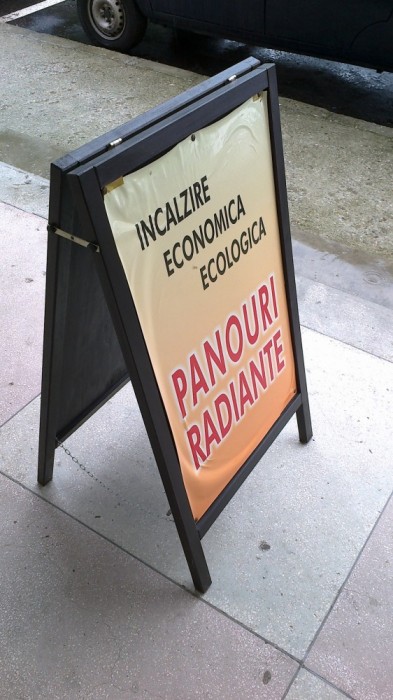 INCALZIRE
ECONOMICA
ECOLOGICA
PANOURI
RADIANTE